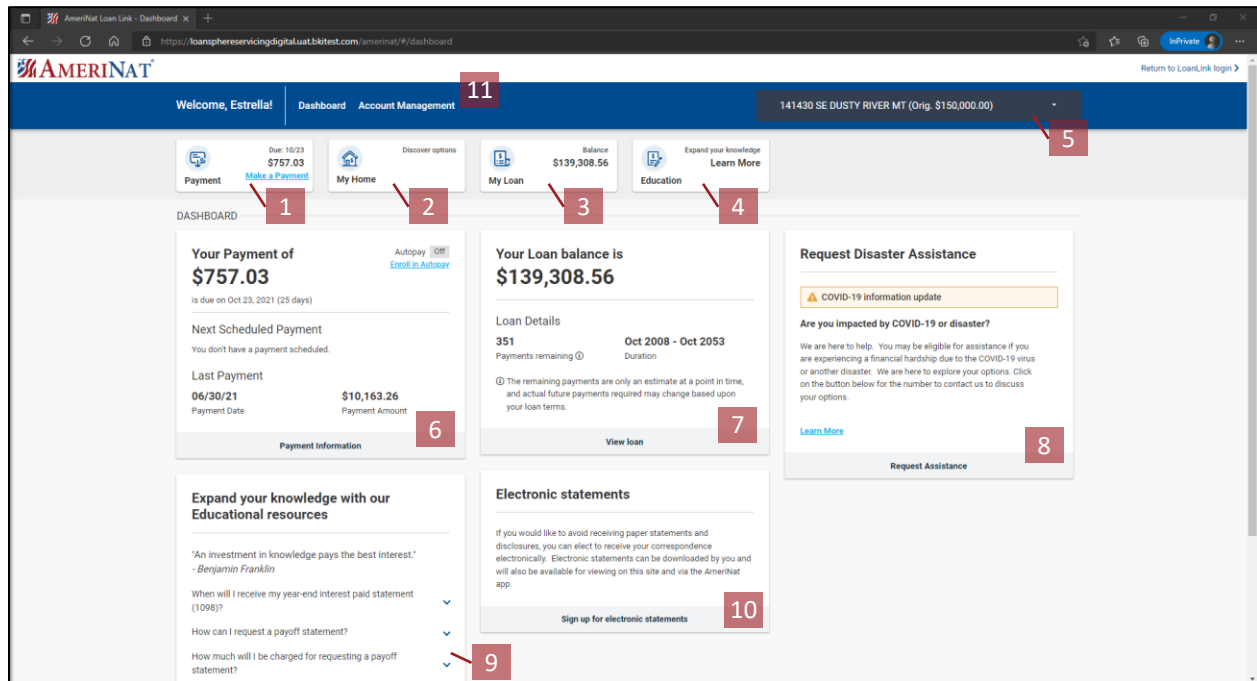 AmeriNat Loan Link - Dashboard
https://loansphereservicingdigital.uat.bkitest.com/amerinat/#/dashboard
InPrivate
AMERINAT®
Return to LoanLink login
Welcome, Estrella!
Dashboard
Account Management
11
141430 SE DUSTY RIVER MT (Orig. $150,000.00)
5
Due: 10/23
$757.03
Payment
Make a Payment
1
Discover options
My Home
2
Balance
$139,308.56
My Loan
3
Expand your knowledge
Learn More
Education
4
DASHBOARD
Your Payment of
$757.03
Autopay Off
Enroll in Autopay
is due on Oct 23, 2021 (25 days)
Next Scheduled Payment
You don't have a payment scheduled.
Last Payment
06/30/21 $10,163.26
Payment Date Payment Amount
6
Payment Information
Your Loan balance is
$139,308.56
Loan Details
351 Oct 2008 - Oct 2053
Payments remaining Duration
The remaining payments are only an estimate at a point in time,
and actual future payments required may change based upon
your loan terms.
7
View loan
Request Disaster Assistance
COVID-19 information update
Are you impacted by COVID-19 or disaster?
We are here to help. You may be eligible for assistance if you
are experiencing a financial hardship due to the COVID-19 virus
or another disaster. We are here to explore your options. Click
on the button below for the number to contact us to discuss
your options.
Learn More
8
Request Assistance
Expand your knowledge with our
Educational resources
"An investment in knowledge pays the best interest."
- Benjamin Franklin
When will I receive my year-end interest paid statement
(1098)?
How can I request a payoff statement?
How much will I be charged for requesting a payoff
statement?
9
Electronic statements
If you would like to avoid receiving paper statements and
disclosures, you can elect to receive your correspondence
electronically. Electronic statements can be downloaded by you and
will also be available for viewing on this site and via the AmeriNat
app.
10
Sign up for electronic statements